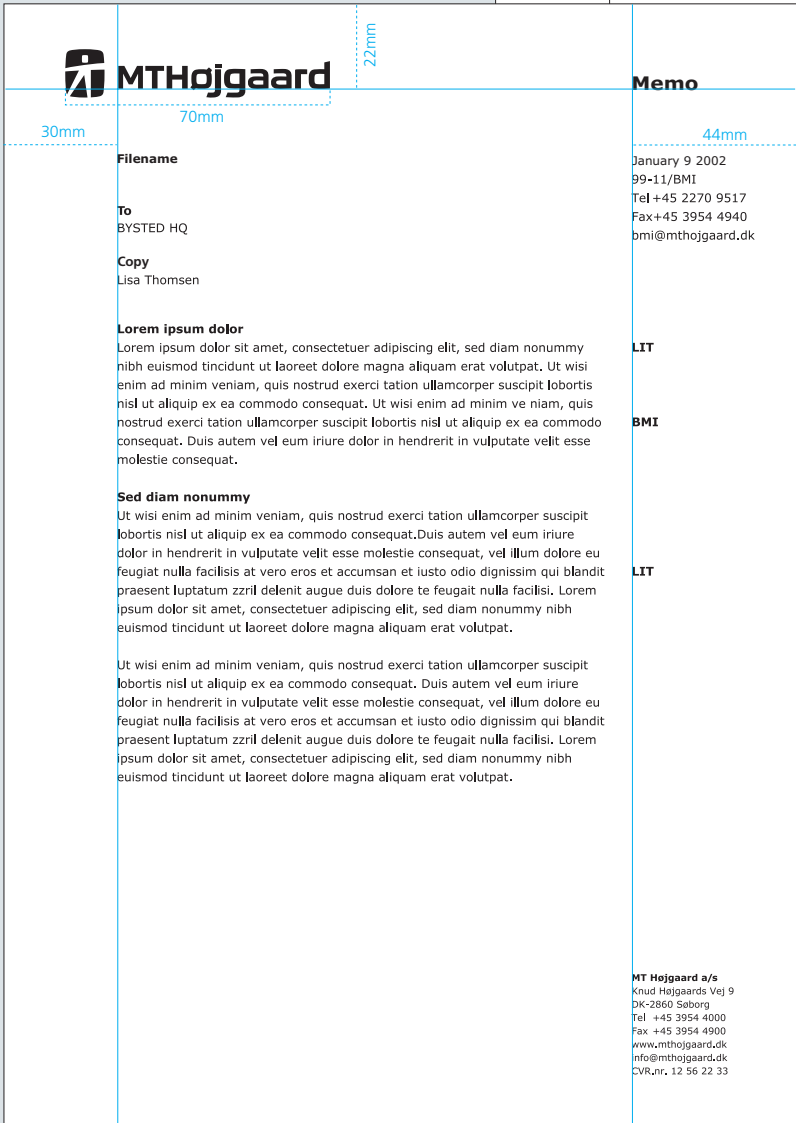 22mm
MTHøjgaard
Memo
70mm
30mm
44mm
Filename
January 9 2002
99-11/BMI
Tel +45 2270 9517
Fax+45 3954 4940
bmi@mthojgaard.dk
To
BYSTED HQ
Copy
Lisa Thomsen
Lorem ipsum dolor
Lorem ipsum dolor sit amet, consectetuer adipiscing elit, sed diam nonummy
nibh euismod tincidunt ut laoreet dolore magna aliquam erat volutpat. Ut wisi
enim ad minim veniam, quis nostrud exerci tation ullamcorper suscipit lobortis
nisl ut aliquip ex ea commodo consequat. Ut wisi enim ad minim ve niam, quis
nostrud exerci tation ullamcorper suscipit lobortis nisl ut aliquip ex ea commodo
consequat. Duis autem vel eum iriure dolor in hendrerit in vulputate velit esse
molestie consequat.
LIT
BMI
Sed diam nonummy
Ut wisi enim ad minim veniam, quis nostrud exerci tation ullamcorper suscipit
lobortis nisl ut aliquip ex ea commodo consequat.Duis autem vel eum iriure
dolor in hendrerit in vulputate velit esse molestie consequat, vel illum dolore eu
feugiat nulla facilisis at vero eros et accumsan et iusto odio dignissim qui blandit
praesent luptatum zzril delenit augue duis dolore te feugait nulla facilisi. Lorem
ipsum dolor sit amet, consectetuer adipiscing elit, sed diam nonummy nibh
euismod tincidunt ut laoreet dolore magna aliquam erat volutpat.
LIT
Ut wisi enim ad minim veniam, quis nostrud exerci tation ullamcorper suscipit
lobortis nisl ut aliquip ex ea commodo consequat. Duis autem vel eum iriure
dolor in hendrerit in vulputate velit esse molestie consequat, vel illum dolore eu
feugiat nulla facilisis at vero eros et accumsan et iusto odio dignissim qui blandit
praesent luptatum zzril delenit augue duis dolore te feugait nulla facilisi. Lorem
ipsum dolor sit amet, consectetuer adipiscing elit, sed diam nonummy nibh
euismod tincidunt ut laoreet dolore magna aliquam erat volutpat.
MT Højgaard a/s
Knud Højgaards Vej 9
DK-2860 Søborg
Tel +45 3954 4000
Fax +45 3954 4900
www.mthojgaard.dk
info@mthojgaard.dk
CVR.nr. 12 56 22 33